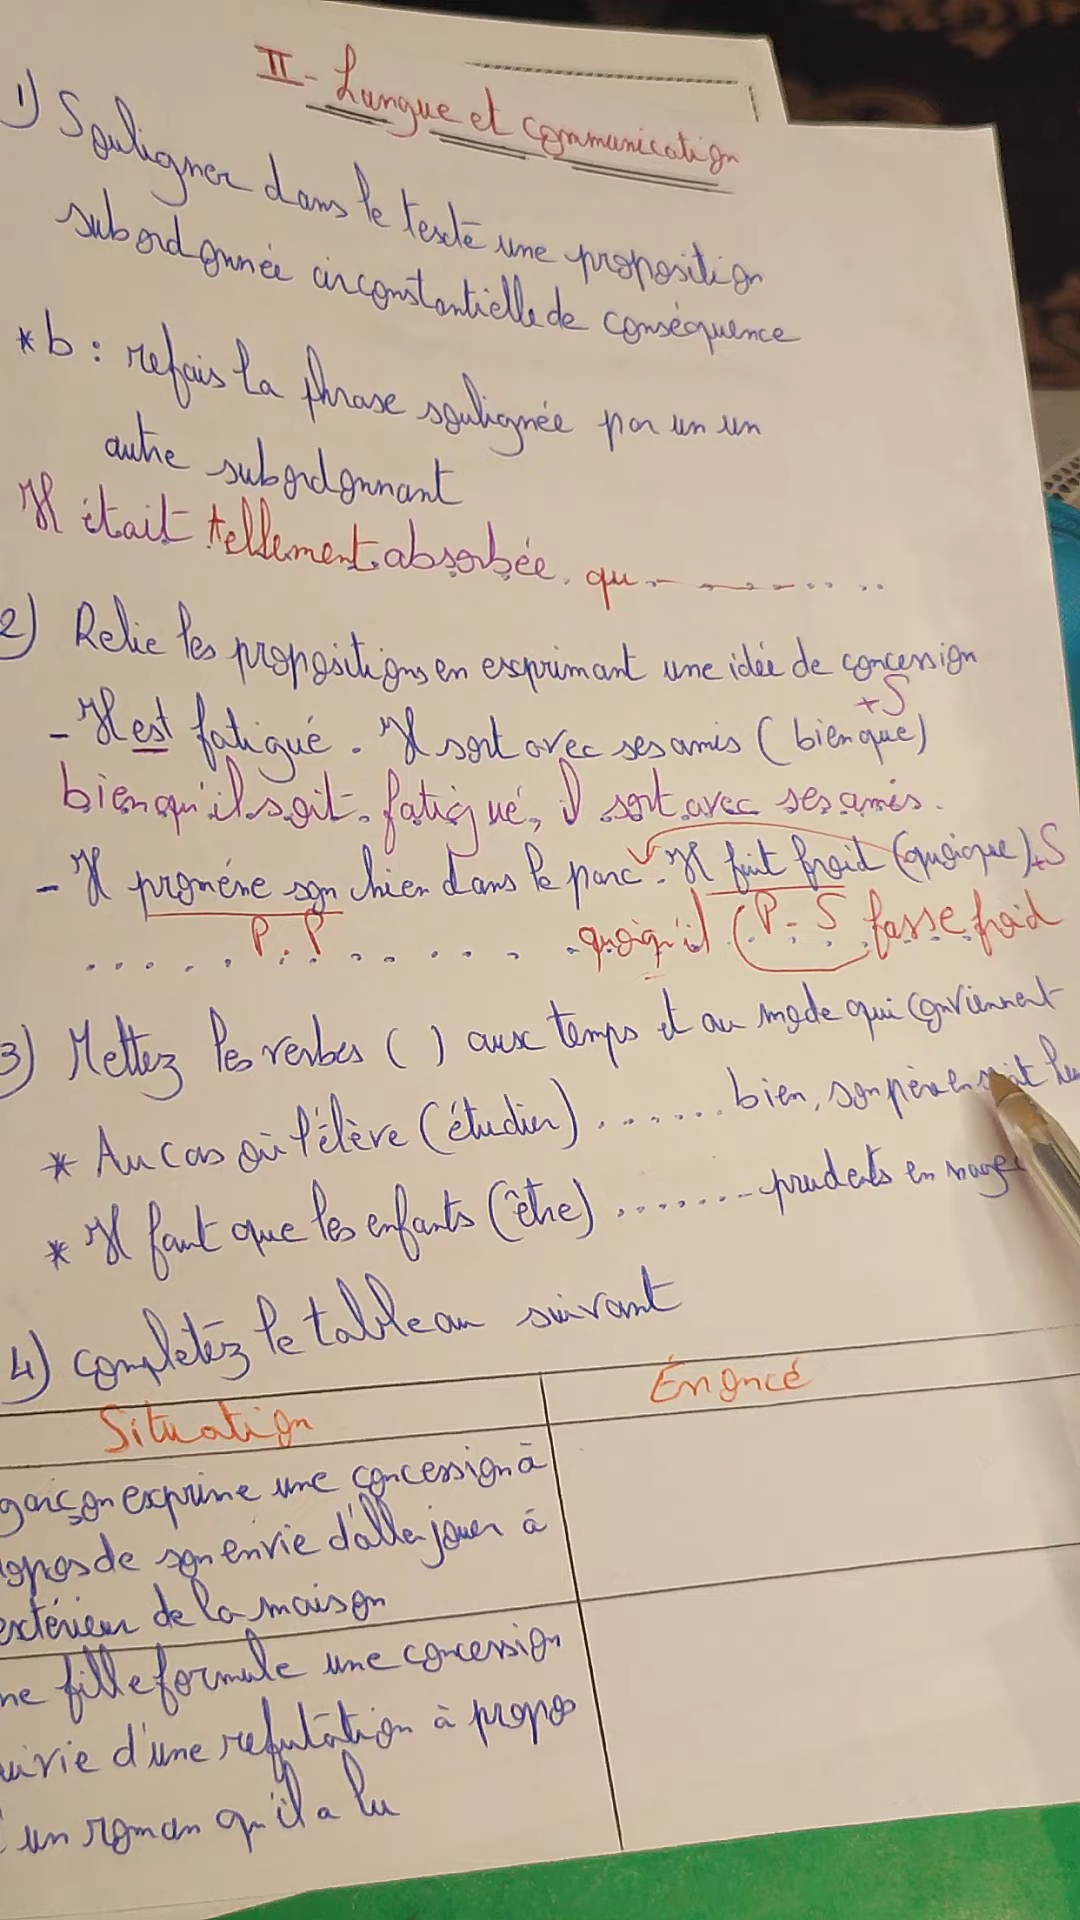 II - Langue et communication
1) Souligner dans le texte une proposition
subordonnée circonstantielle de conséquence
* b : refais la phrase soulignée par un un
autre subordonnant
Il était tellement absorbée qu
2) Relie les propositions en exprimant une idée de concession
+S
- Il est fatigué. Il sort avec ses amis (bien que)
bien qu'il soit fatigué, il sort avec ses amis.
- Il promène son chien dans le parc. Il fait froid (quoique)+S
P.P ......... quoiqu'il (P-S fasse froid
3) Mettez les verbes ( ) aux temps et au mode qui conviennent
* Au cas où l'élève (étudier) ....... bien, son père en
* Il faut que les enfants (être) ........ prudents en
4) completéz le tableau suivant
Situation Énoncé
garçon exprime une concession à
de son envie d'aller jouer à
extérieur de la maison
ne fille formule une concession
uivie d'une refutation à propos
un roman qu'il a lu